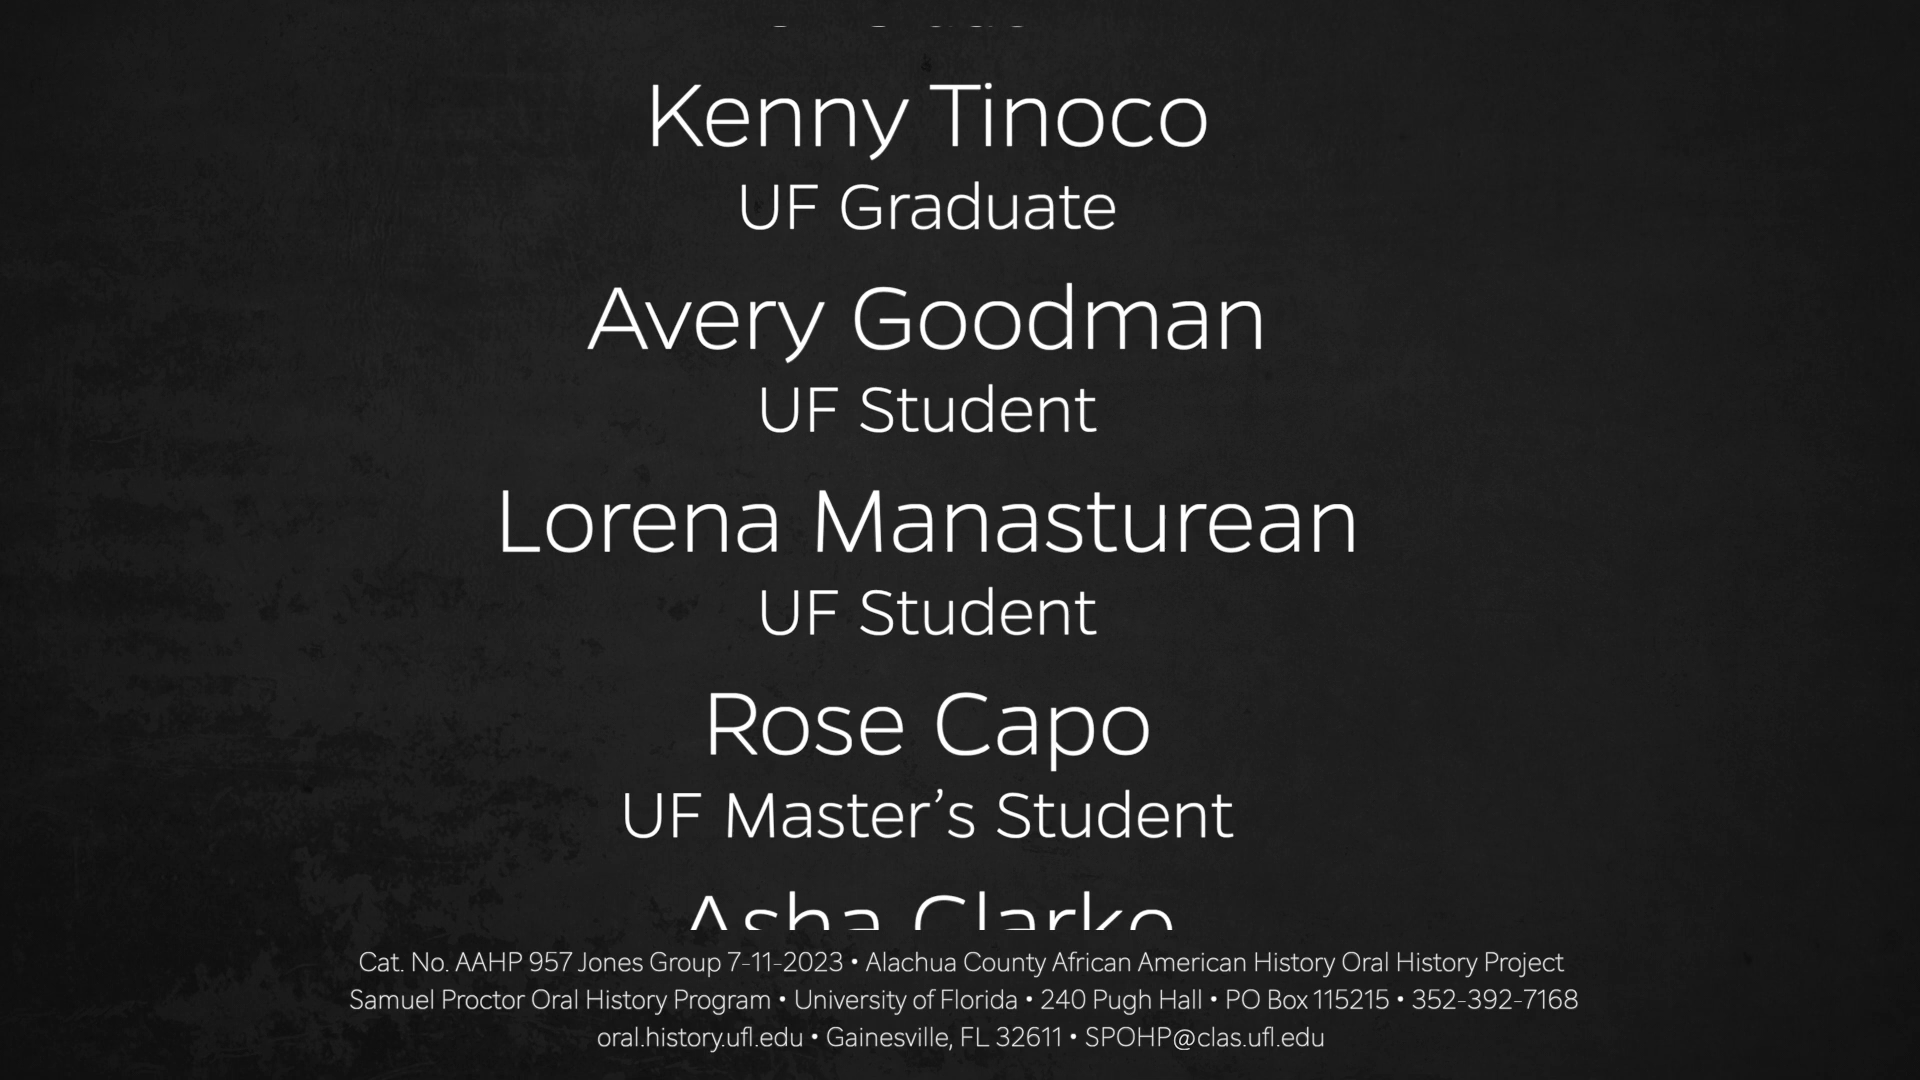 Kenny Tinoco
UF Graduate
Avery Goodman
UF Student
Lorena Manasturean
UF Student
Rose Capo
UF Master’s Student
Asha Clarke
Cat. No. AAHP 957 Jones Group 7-11-2023 • Alachua County African American History Oral History Project
Samuel Proctor Oral History Program • University of Florida • 240 Pugh Hall • PO Box 115215 • 352-392-7168
oral.history.ufl.edu • Gainesville, FL 32611 • SPOHP@clas.ufl.edu